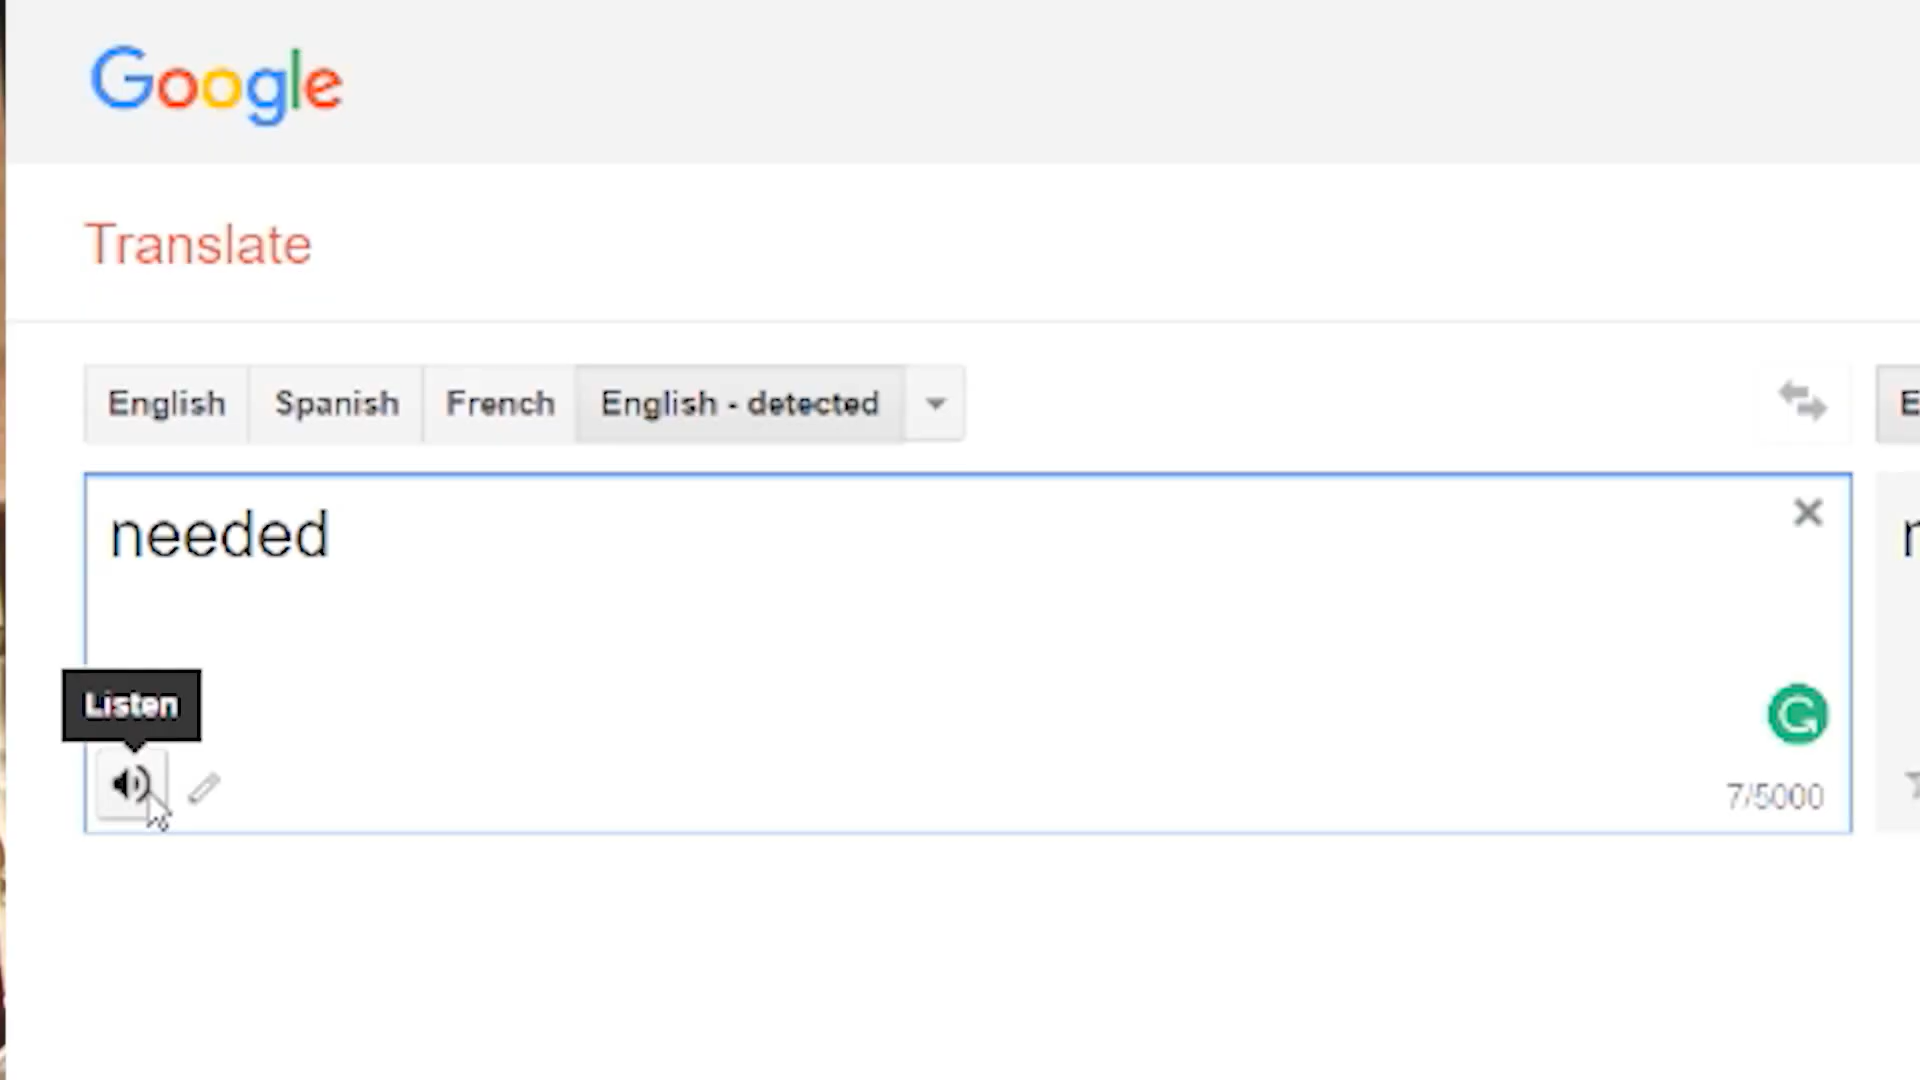 Google
Translate
English Spanish French English - detected
needed
Listen
7/5000